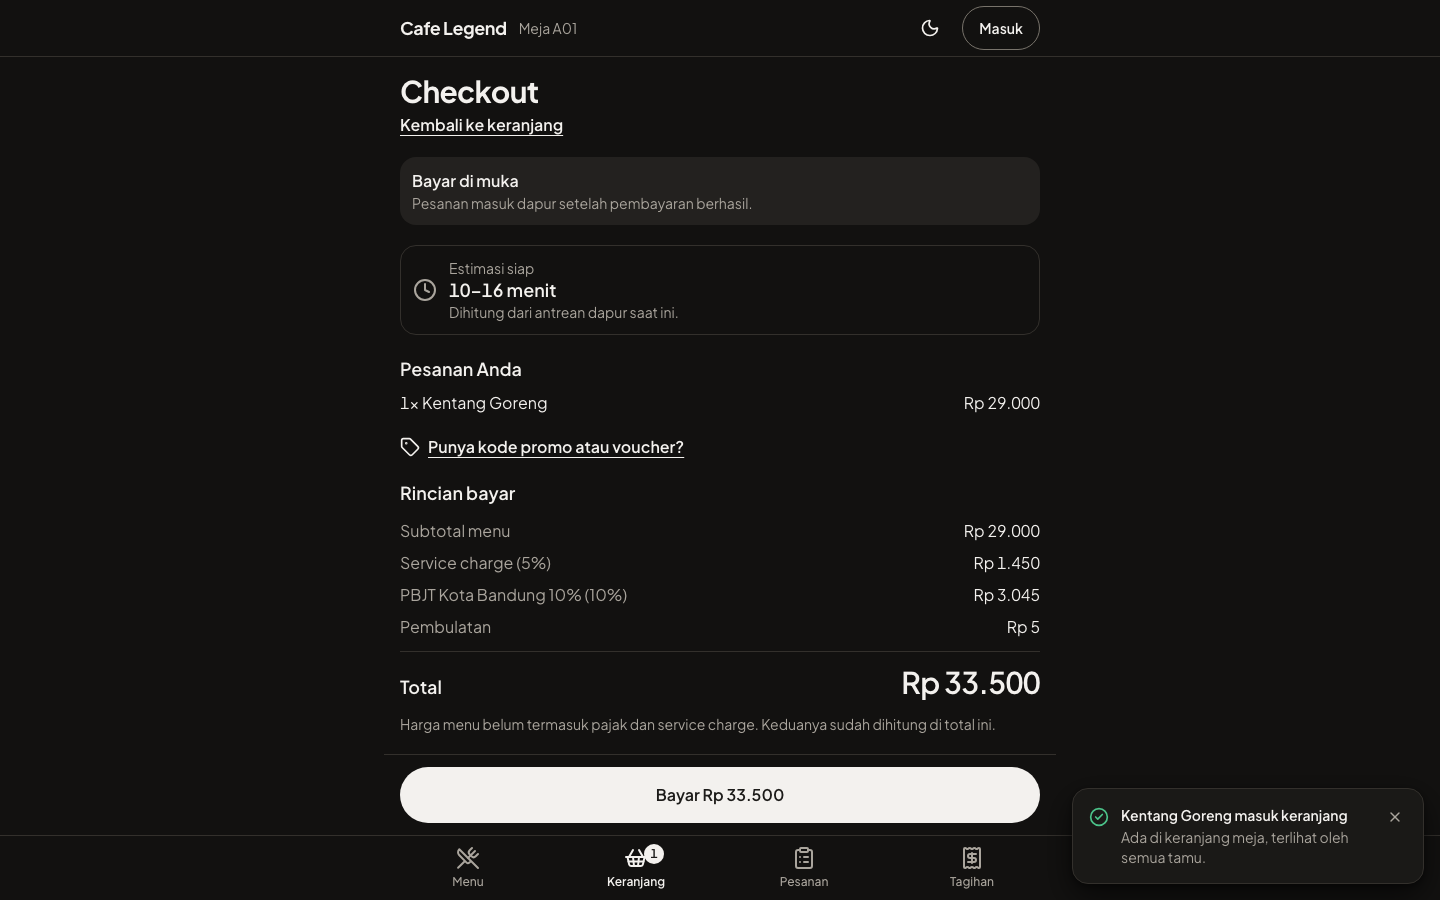 Cafe Legend Meja A01
Masuk
Checkout
Kembali ke keranjang
Bayar di muka
Pesanan masuk dapur setelah pembayaran berhasil.
Estimasi siap
10–16 menit
Dihitung dari antrean dapur saat ini.
Pesanan Anda
1× Kentang Goreng Rp 29.000
Punya kode promo atau voucher?
Rincian bayar
Subtotal menu Rp 29.000
Service charge (5%) Rp 1.450
PBJT Kota Bandung 10% (10%) Rp 3.045
Pembulatan Rp 5
Total Rp 33.500
Harga menu belum termasuk pajak dan service charge. Keduanya sudah dihitung di total ini.
Bayar Rp 33.500
Kentang Goreng masuk keranjang
Ada di keranjang meja, terlihat oleh
semua tamu.
1
Menu Keranjang Pesanan Tagihan